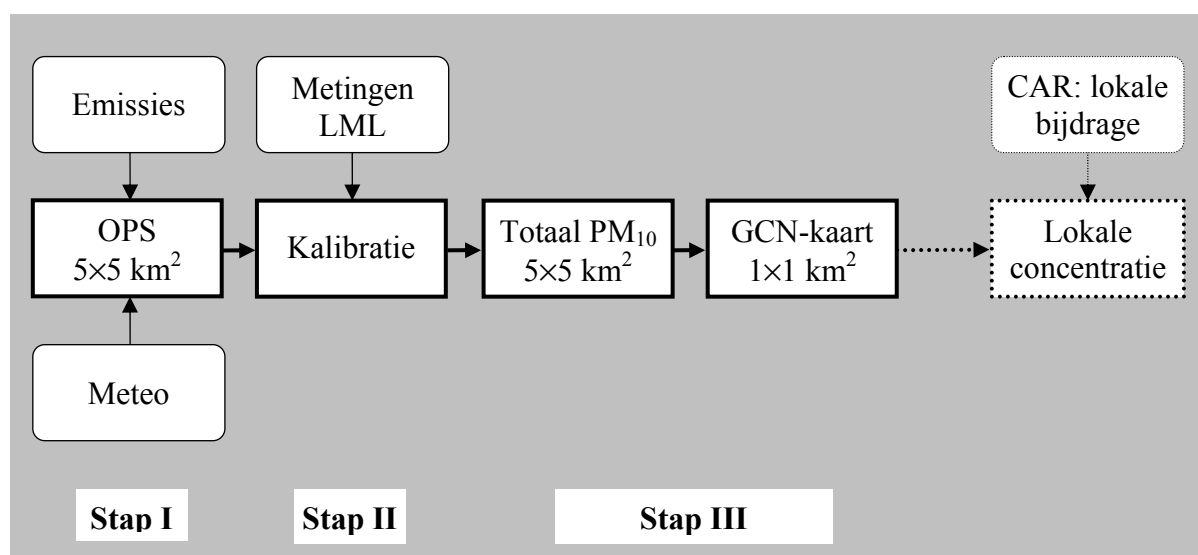 Emissies
Metingen
LML
CAR: lokale
bijdrage
OPS
5×5 km²
Kalibratie
Totaal PM₁₀
5×5 km²
GCN-kaart
1×1 km²
Lokale
concentratie
Meteo
Stap I
Stap II
Stap III